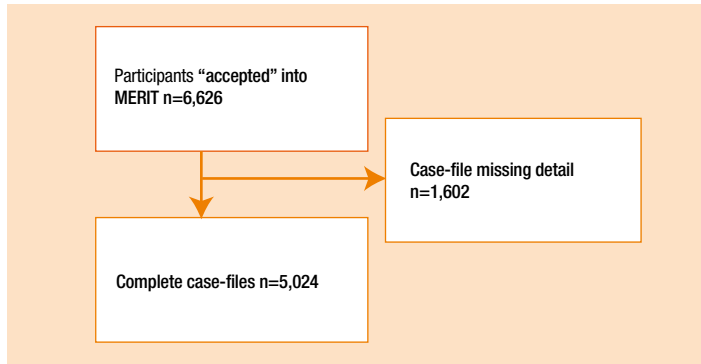 Participants “accepted” into
MERIT n=6,626
Case-file missing detail
n=1,602
Complete case-files n=5,024